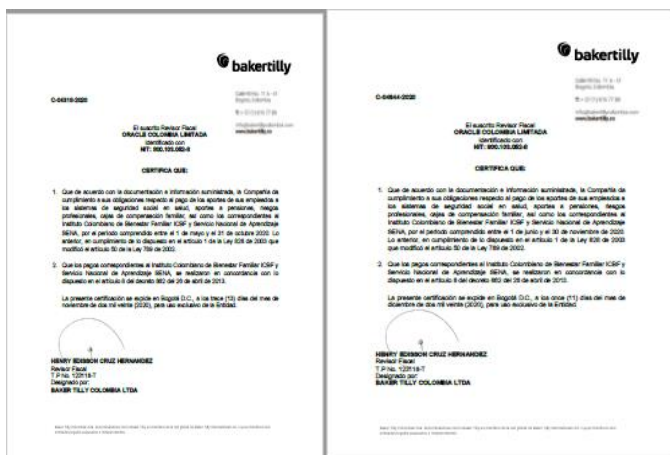 bakertilly
C-04318-2020
Bogotá, Colombia
www.bakertilly.co
El suscrito Revisor Fiscal
ORACLE COLOMBIA LIMITADA
Identificado con
NIT: 800.103.052-8
CERTIFICA QUE:
1. Que de acuerdo con la documentación e información suministrada, la Compañía da
cumplimiento a sus obligaciones respecto al pago de los aportes de sus empleados a
los sistemas de seguridad social en salud, aportes a pensiones, riesgos
profesionales, cajas de compensación familiar, así como los correspondientes al
Instituto Colombiano de Bienestar Familiar ICBF y Servicio Nacional de Aprendizaje
SENA, por el periodo comprendido entre el 1 de mayo y el 31 de octubre 2020. Lo
anterior, en cumplimiento de lo dispuesto en el artículo 1 de la Ley 828 de 2003 que
modificó el artículo 50 de la Ley 789 de 2002.
2. Que los pagos correspondientes al Instituto Colombiano de Bienestar Familiar ICBF y
Servicio Nacional de Aprendizaje SENA, se realizaron en concordancia con lo
dispuesto en el artículo 8 del decreto 862 del 26 de abril de 2013.
La presente certificación se expide en Bogotá D.C., a los trece (13) días del mes de
noviembre de dos mil veinte (2020), para uso exclusivo de la Entidad.
HENRY EDISSON CRUZ HERNANDEZ
Revisor Fiscal
T.P No. 123118-T
Designado por:
BAKER TILLY COLOMBIA LTDA
bakertilly
C-04844-2020
Bogotá, Colombia
www.bakertilly.co
El suscrito Revisor Fiscal
ORACLE COLOMBIA LIMITADA
Identificado con
NIT: 800.103.052-8
CERTIFICA QUE:
1. Que de acuerdo con la documentación e información suministrada, la Compañía da
cumplimiento a sus obligaciones respecto al pago de los aportes de sus empleados a
los sistemas de seguridad social en salud, aportes a pensiones, riesgos
profesionales, cajas de compensación familiar, así como los correspondientes al
Instituto Colombiano de Bienestar Familiar ICBF y Servicio Nacional de Aprendizaje
SENA, por el periodo comprendido entre el 1 de junio y el 30 de noviembre de 2020.
Lo anterior, en cumplimiento de lo dispuesto en el artículo 1 de la Ley 828 de 2003
que modificó el artículo 50 de la Ley 789 de 2002.
2. Que los pagos correspondientes al Instituto Colombiano de Bienestar Familiar ICBF y
Servicio Nacional de Aprendizaje SENA, se realizaron en concordancia con lo
dispuesto en el artículo 8 del decreto 862 del 26 de abril de 2013.
La presente certificación se expide en Bogotá D.C., a los once (11) días del mes de
diciembre de dos mil veinte (2020), para uso exclusivo de la Entidad.
HENRY EDISSON CRUZ HERNANDEZ
Revisor Fiscal
T.P No. 123118-T
Designado por:
BAKER TILLY COLOMBIA LTDA